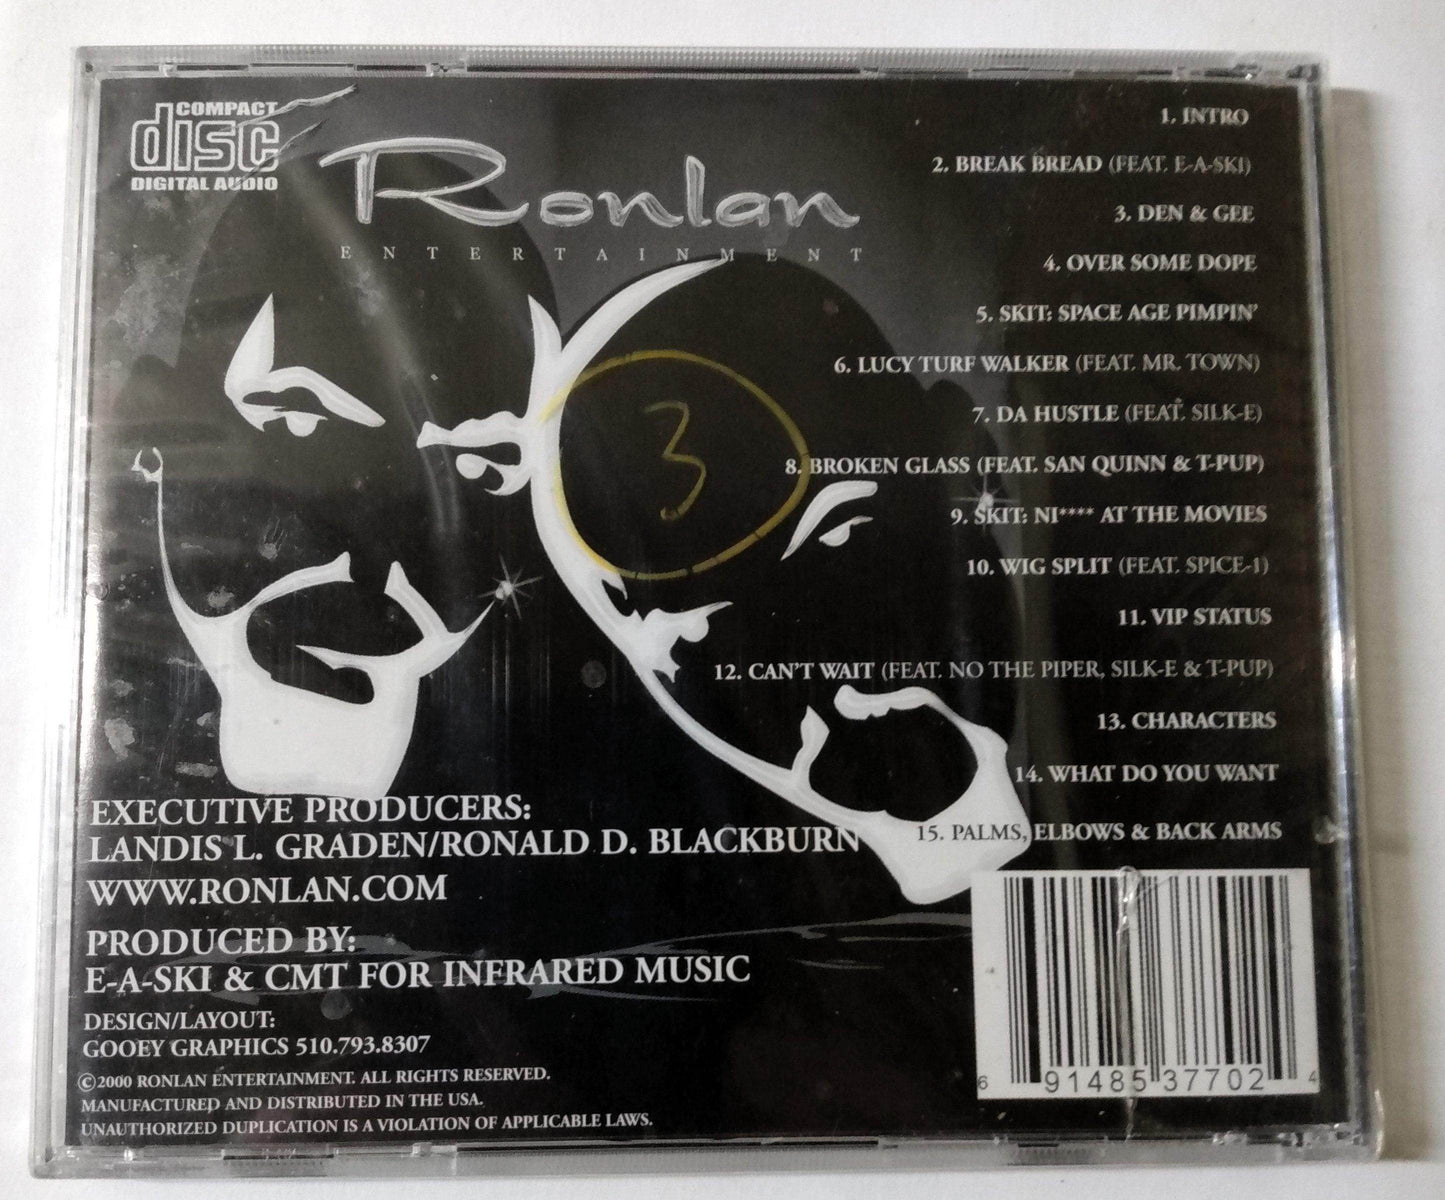 COMPACT
disc
DIGITAL AUDIO
Ronlan
ENTERTAINMENT
1. INTRO
2. BREAK BREAD (FEAT. E-A-SKI)
3. DEN & GEE
4. OVER SOME DOPE
5. SKIT: SPACE AGE PIMPIN'
6. LUCY TURF WALKER (FEAT. MR. TOWN)
7. DA HUSTLE (FEAT. SILK-E)
8. BROKEN GLASS (FEAT. SAN QUINN & T-PUP)
9. SKIT: NI**** AT THE MOVIES
10. WIG SPLIT (FEAT. SPICE-1)
11. VIP STATUS
12. CAN'T WAIT (FEAT. NO THE PIPER, SILK-E & T-PUP)
13. CHARACTERS
14. WHAT DO YOU WANT
15. PALMS, ELBOWS & BACK ARMS
3
EXECUTIVE PRODUCERS:
LANDIS L. GRADEN/RONALD D. BLACKBURN
WWW.RONLAN.COM
PRODUCED BY:
E-A-SKI & CMT FOR INFRARED MUSIC
DESIGN/LAYOUT:
GOOEY GRAPHICS 510.793.8307
©2000 RONLAN ENTERTAINMENT. ALL RIGHTS RESERVED.
MANUFACTURED AND DISTRIBUTED IN THE USA.
UNAUTHORIZED DUPLICATION IS A VIOLATION OF APPLICABLE LAWS.
6 91485 37702 4